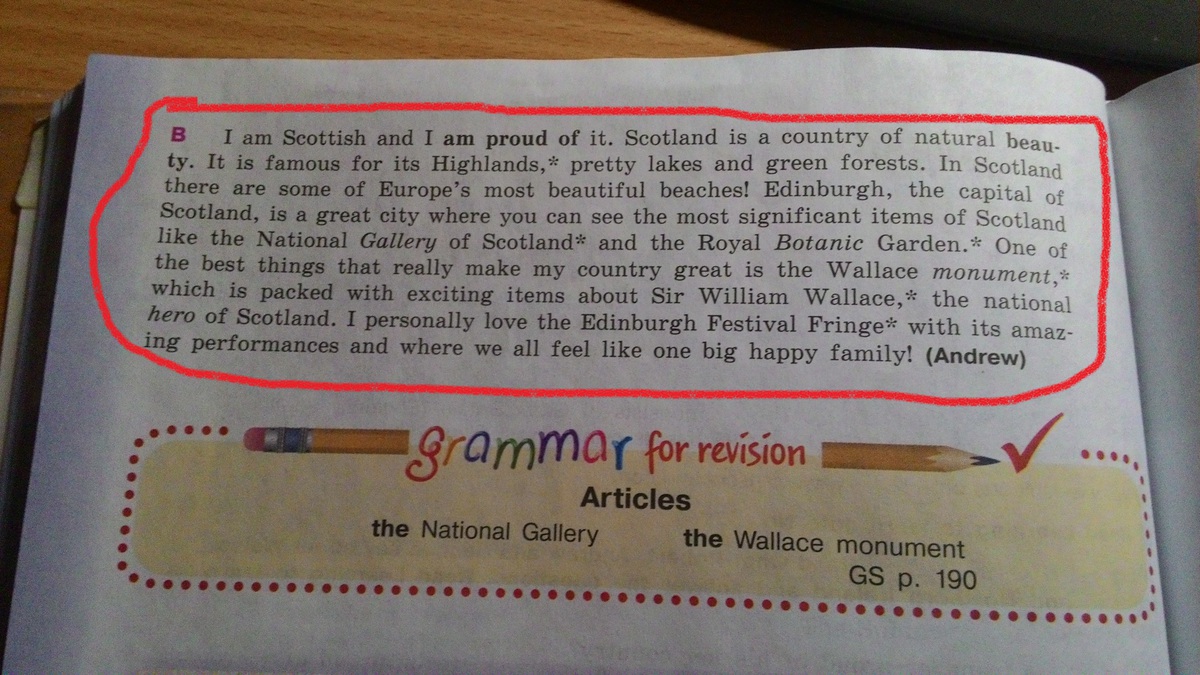 B I am Scottish and I am proud of it. Scotland is a country of natural beau-
ty. It is famous for its Highlands,* pretty lakes and green forests. In Scotland
there are some of Europe's most beautiful beaches! Edinburgh, the capital of
Scotland, is a great city where you can see the most significant items of Scotland
like the National Gallery of Scotland* and the Royal Botanic Garden.* One of
the best things that really make my country great is the Wallace monument,*
which is packed with exciting items about Sir William Wallace,* the national
hero of Scotland. I personally love the Edinburgh Festival Fringe* with its amaz-
ing performances and where we all feel like one big happy family! (Andrew)
grammar for revision
Articles
the National Gallery the Wallace monument
GS p. 190